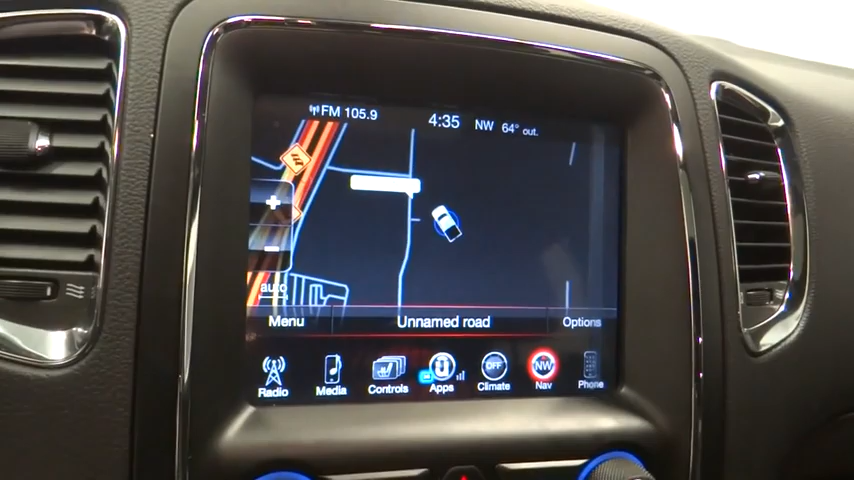 FM 105.9 4:35 NW 64° out.
+
−
auto
Menu Unnamed road Options
OFF NW
Radio Media Controls Apps Climate Nav Phone